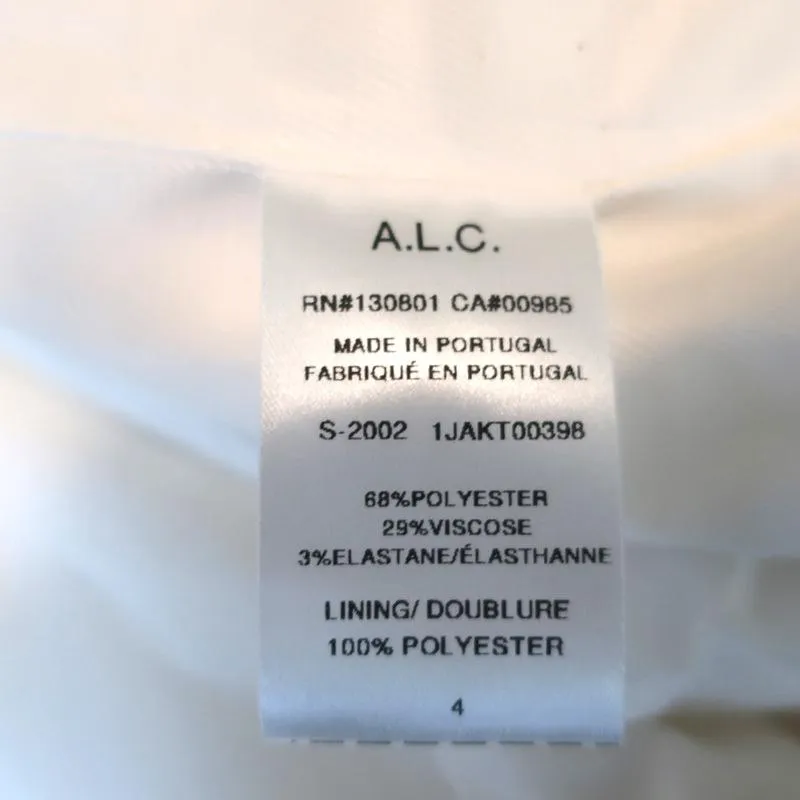 A.L.C.
RN#130801 CA#00985
MADE IN PORTUGAL
FABRIQUÉ EN PORTUGAL
S-2002 1JAKT00398
68%POLYESTER
29%VISCOSE
3%ELASTANE/ÉLASTHANNE
LINING/ DOUBLURE
100% POLYESTER
4